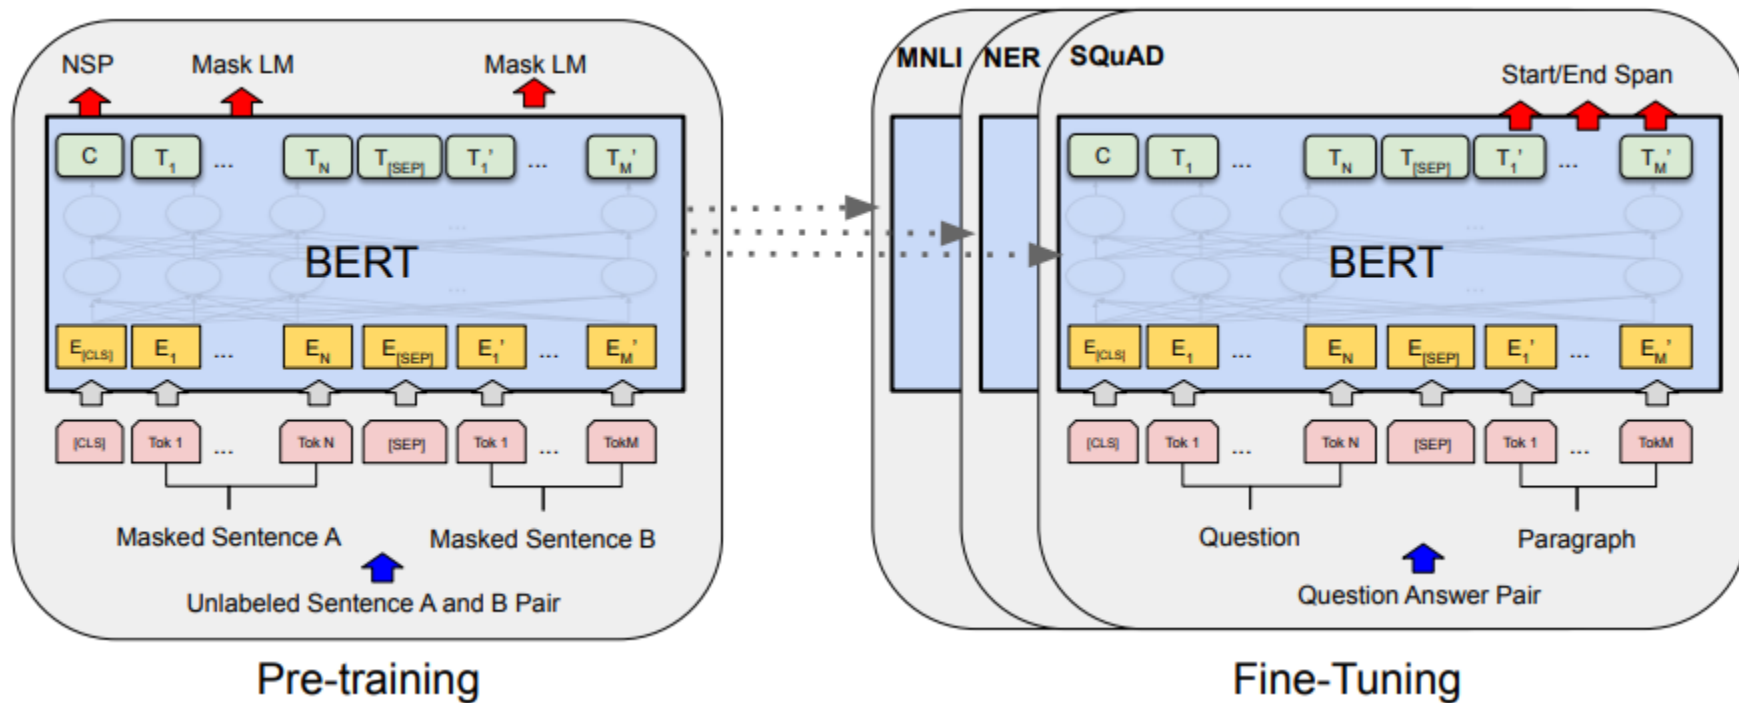 NSP Mask LM Mask LM
C T1 ... TN T[SEP] T1’ ... TM’
...
BERT
...
E[CLS] E1 ... EN E[SEP] E1’ ... EM’
[CLS] Tok 1 ... Tok N [SEP] Tok 1 ... TokM
Masked Sentence A Masked Sentence B
Unlabeled Sentence A and B Pair
Pre-training
MNLI NER SQuAD
Start/End Span
C T1 ... TN T[SEP] T1’ ... TM’
...
BERT
...
E[CLS] E1 ... EN E[SEP] E1’ ... EM’
[CLS] Tok 1 ... Tok N [SEP] Tok 1 ... TokM
Question Paragraph
Question Answer Pair
Fine-Tuning